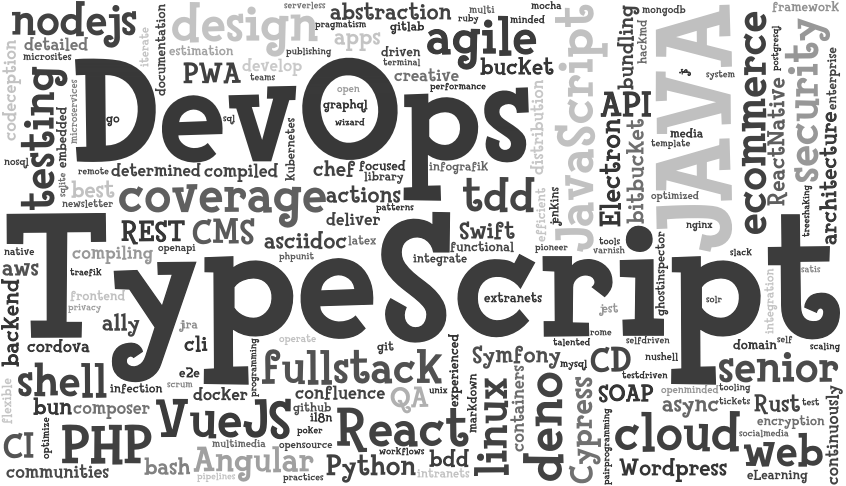 nodejs
documentation
iterate
design
serverless
pragmatism
abstraction
gitlab
ruby
multi
minded
mocha
mongodb
hackmd
bundling
JAVA
$
system
ecommerce
postgresql
framework
security
enterprise
detailed
microsites
codeception
testing
DevOps
PWA
estimation
develop
teams
publishing
apps
driven
terminal
agile
bucket
creative
performance
JavaScript
API
Electron
bitbucket
media
template
ReactNative
architecture
nosql
embedded
microservices
go
sql
kubernetes
open
graphql
wizard
distribution
remote
determined
compiled
chef
focused
library
infografik
sqlite
best
newsletter
coverage
actions
patterns
deliver
tdd
efficient
jenkins
optimized
nginx
treeshaking
REST
CMS
openapi
asciidoc
latex
phpunit
Swift
functional
integrate
pioneer
tools
varnish
ghostinspector
slack
native
aws
compiling
traefik
TypeScript
extranets
solr
integration
satis
backend
frontend
privacy
ally
jra
cli
jest
rome
talented
selfdriven
domain
self
scaling
cordova
operate
git
programming
fullstack
experienced
Symfony
mysql
CD
nushell
testdriven
senior
shell
infection
e2e
scrum
docker
confluence
QA
unix
markdown
linux
containers
deno
Cypress
SOAP
openminded
tooling
flexible
bun
composer
VueJS
github
i18n
poker
React
async
tickets
Rust
test
continuously
CI
optimize
PHP
multimedia
opensource
workflows
bdd
pairprogramming
cloud
socialmedia
encryption
web
communities
bash
Angular
pipelines
practices
Python
intranets
Wordpress
eLearning